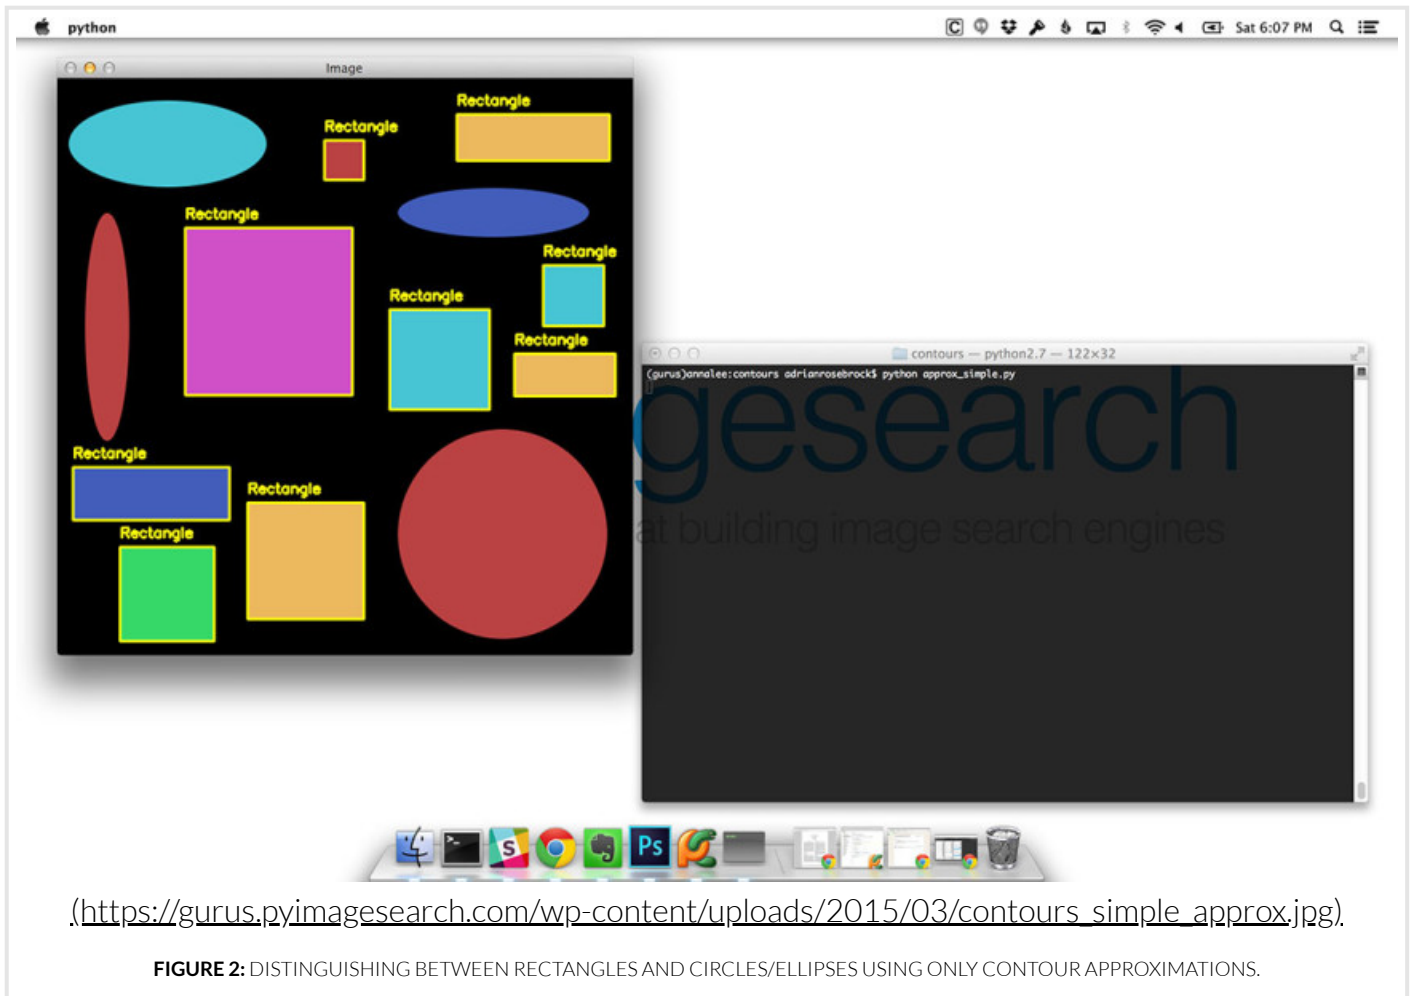 python
Sat 6:07 PM
Image
Rectangle
Rectangle
Rectangle
Rectangle
Rectangle
Rectangle
Rectangle
Rectangle
Rectangle
contours — python2.7 — 122×32
(gurus)annalee:contours adrianrosebrock$ python approx_simple.py
gesearch
at building image search engines
C
>_
S
Ps
(https://gurus.pyimagesearch.com/wp-content/uploads/2015/03/contours_simple_approx.jpg)
FIGURE 2: DISTINGUISHING BETWEEN RECTANGLES AND CIRCLES/ELLIPSES USING ONLY CONTOUR APPROXIMATIONS.